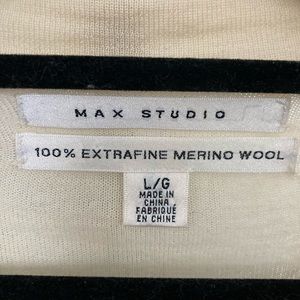 MAX STUDIO
100% EXTRAFINE MERINO WOOL
L/G
MADE IN
CHINA
FABRIQUÉ
EN CHINE